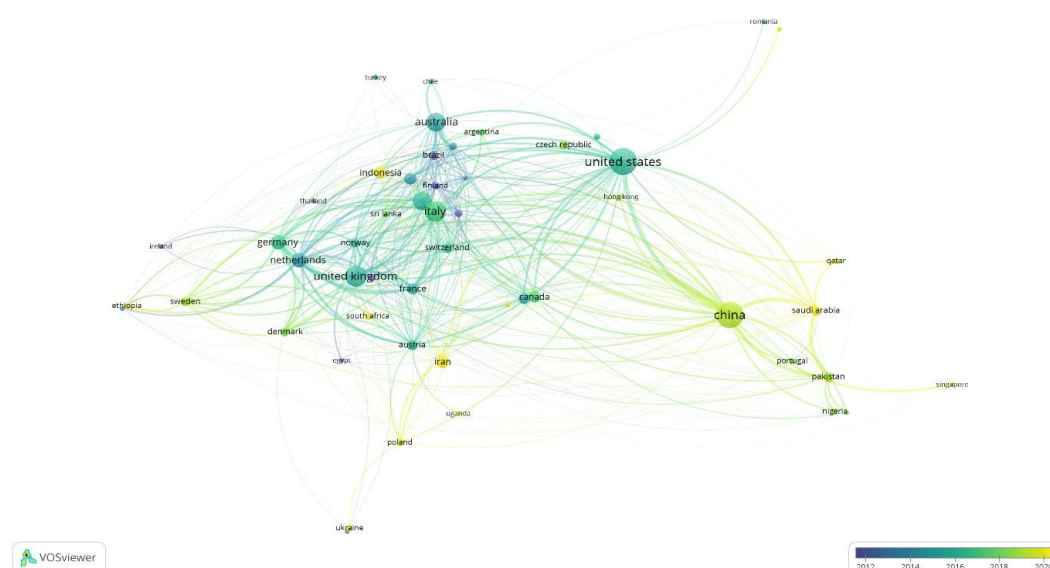 romania
turkey
chile
australia
argentina
czech republic
brazil
united states
indonesia
finland
thailand
hong kong
sri lanka
italy
ireland
germany
norway
switzerland
netherlands
qatar
united kingdom
france
ethiopia
sweden
canada
south africa
china
saudi arabia
denmark
austria
egypt
iran
portugal
pakistan
singapore
uganda
nigeria
poland
ukraine
VOSviewer
2012 2014 2016 2018 2020